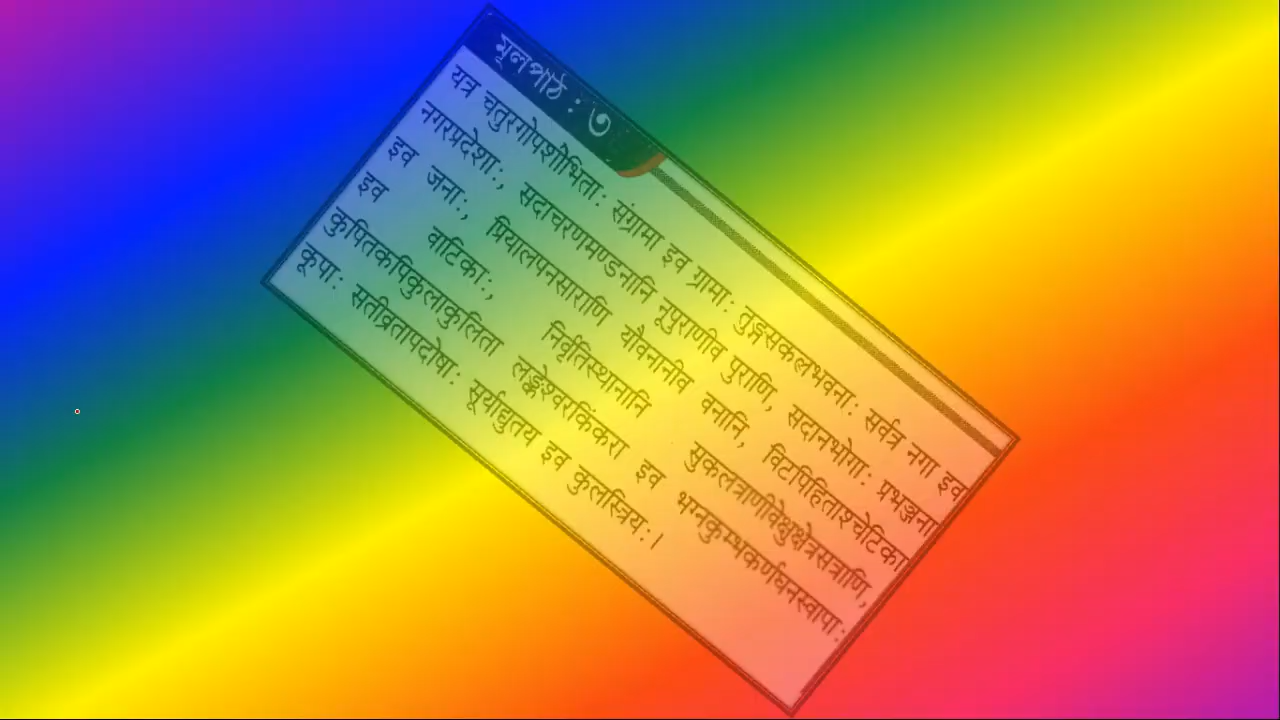 মূলপাঠ : ৩
यत्र चतुरगोपशोभिताः संग्रामा इव ग्रामाः तुङ्गसकलभवनाः सर्वत्र नगा इव
नगरप्रदेशाः, सदाचरणमण्डनानि नूपुराणीव पुराणि, सदानभोगाः प्रभञ्जना
इव जनाः, प्रियालपनसाराणि यौवनानीव वनानि, विटपिहिताश्चेटिका
इव वाटिकाः, निर्वृतिस्थानानि सुकलत्राणीवेक्षुक्षेत्रसत्राणि,
कुपितकपिकुलाकुलिता लङ्केश्वरकिंकरा इव भग्नकुम्भकर्णघनस्वापाः
कूपाः सतीव्रतापदोषाः सूर्यद्युतय इव कुलस्त्रियः।